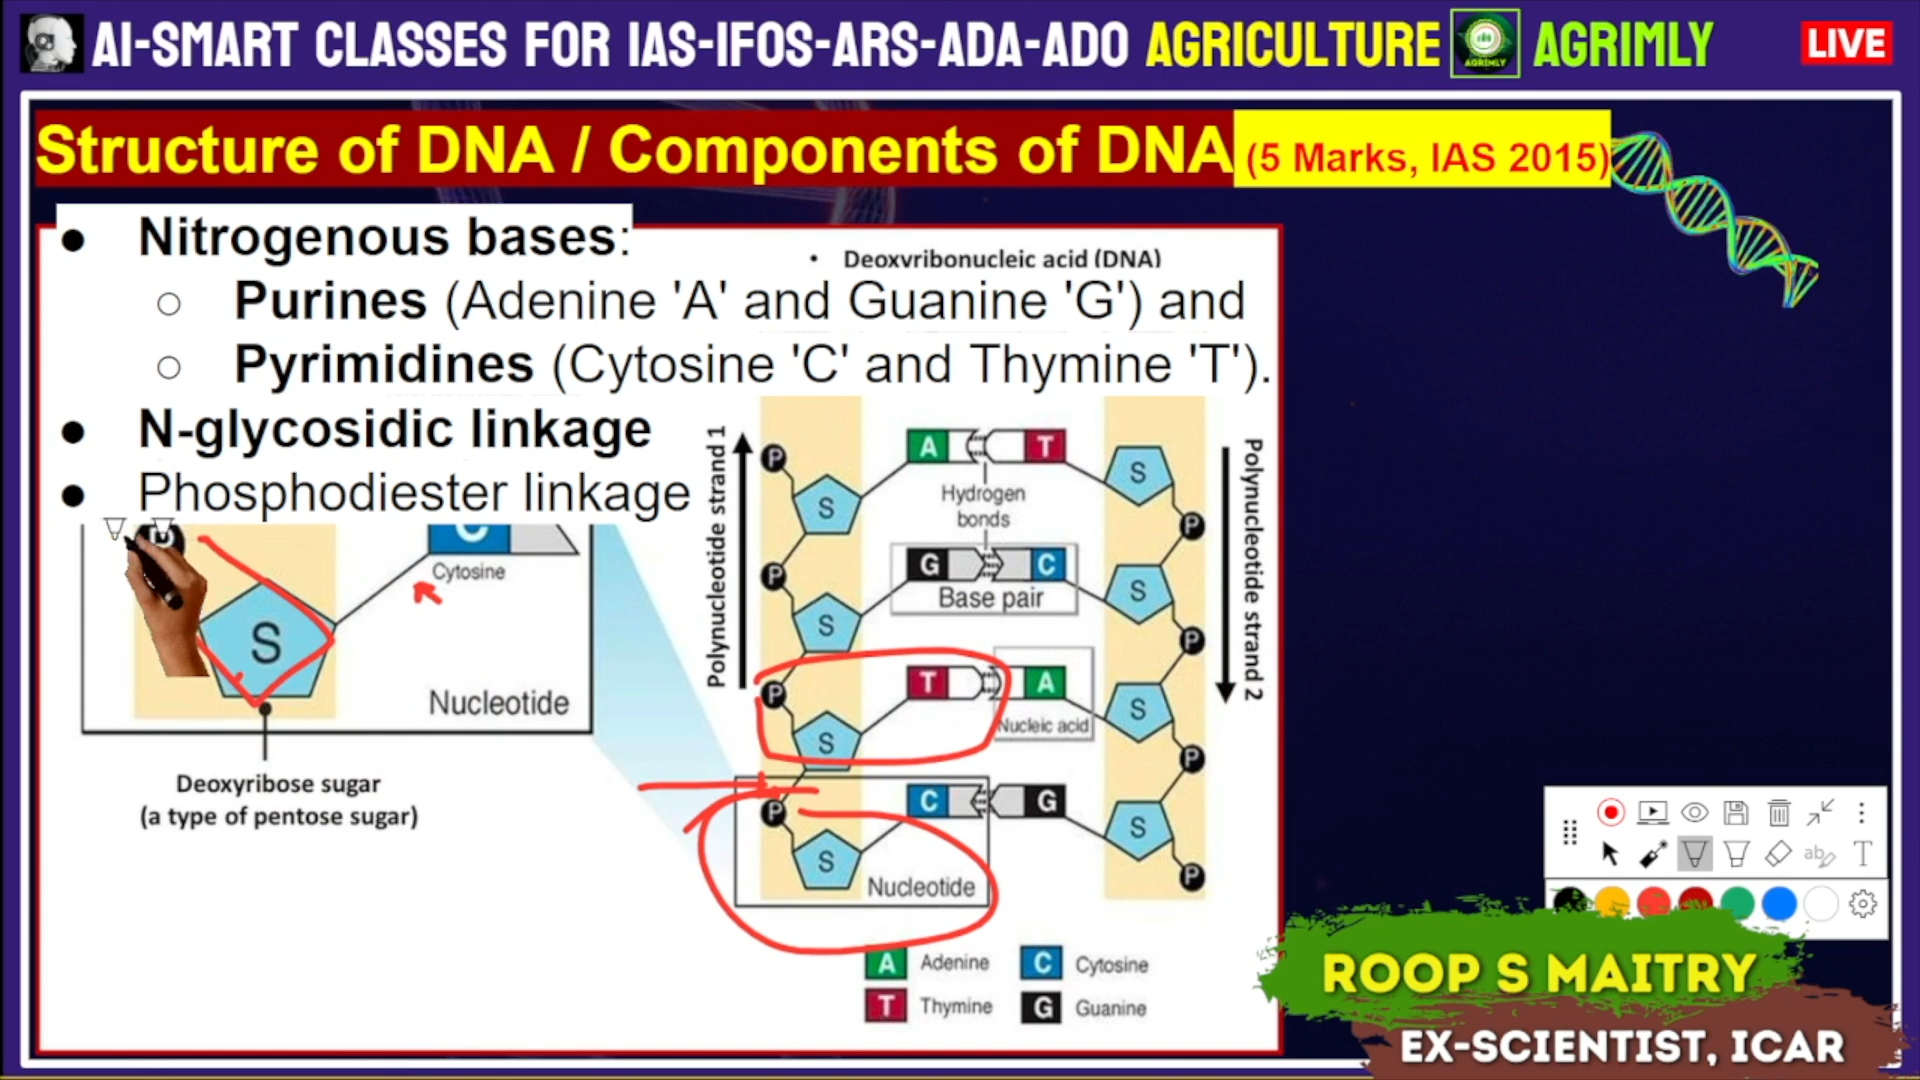 AI-SMART CLASSES FOR IAS-IFOS-ARS-ADA-ADO AGRICULTURE AGRIMLY AGRIMLY LIVE
Structure of DNA / Components of DNA (5 Marks, IAS 2015)
● Nitrogenous bases:
• Deoxyribonucleic acid (DNA)
○ Purines (Adenine 'A' and Guanine 'G') and
○ Pyrimidines (Cytosine 'C' and Thymine 'T').
● N-glycosidic linkage
● Phosphodiester linkage
C
Cytosine
S
Nucleotide
Deoxyribose sugar
(a type of pentose sugar)
Polynucleotide strand 1
P
S
A T
S
P
Hydrogen
bonds
P
S
G C
S
P
Base pair
P
S
T A
S
P
Nucleic acid
P
S
C G
S
P
Nucleotide
Polynucleotide strand 2
A Adenine C Cytosine
T Thymine G Guanine
ab T
ROOP S MAITRY
EX-SCIENTIST, ICAR